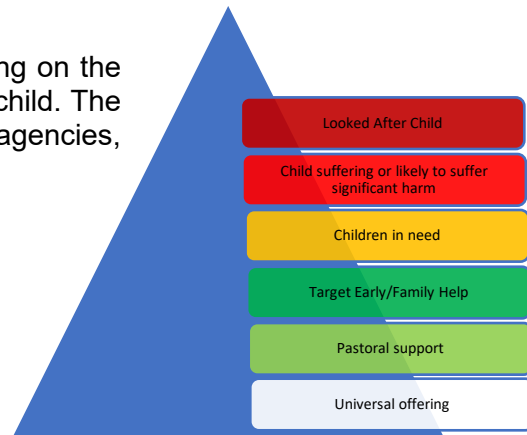 ng on the
child. The
agencies,
Looked After Child
Child suffering or likely to suffer
significant harm
Children in need
Target Early/Family Help
Pastoral support
Universal offering